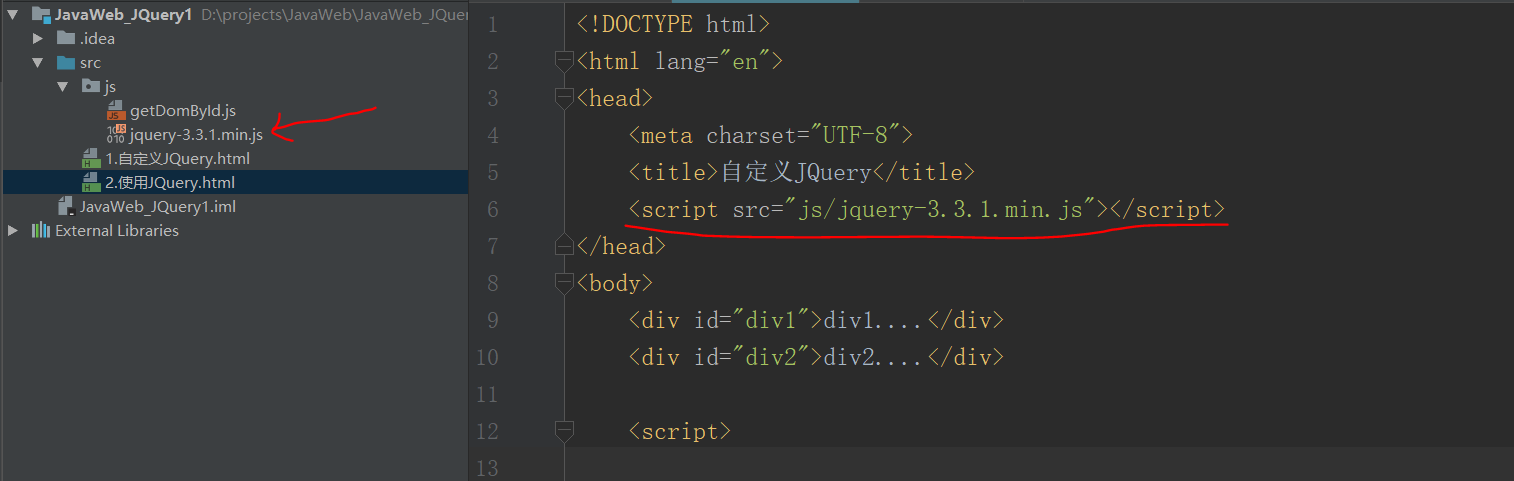 JavaWeb_JQuery1 D:\projects\JavaWeb\JavaWeb_JQuer
.idea
src
js
getDomById.js
jquery-3.3.1.min.js
1.自定义JQuery.html
2.使用JQuery.html
JavaWeb_JQuery1.iml
External Libraries
1 <!DOCTYPE html>
2 <html lang="en">
3 <head>
4 <meta charset="UTF-8">
5 <title>自定义JQuery</title>
6 <script src="js/jquery-3.3.1.min.js"></script>
7 </head>
8 <body>
9 <div id="div1">div1....</div>
10 <div id="div2">div2....</div>
11
12 <script>
13